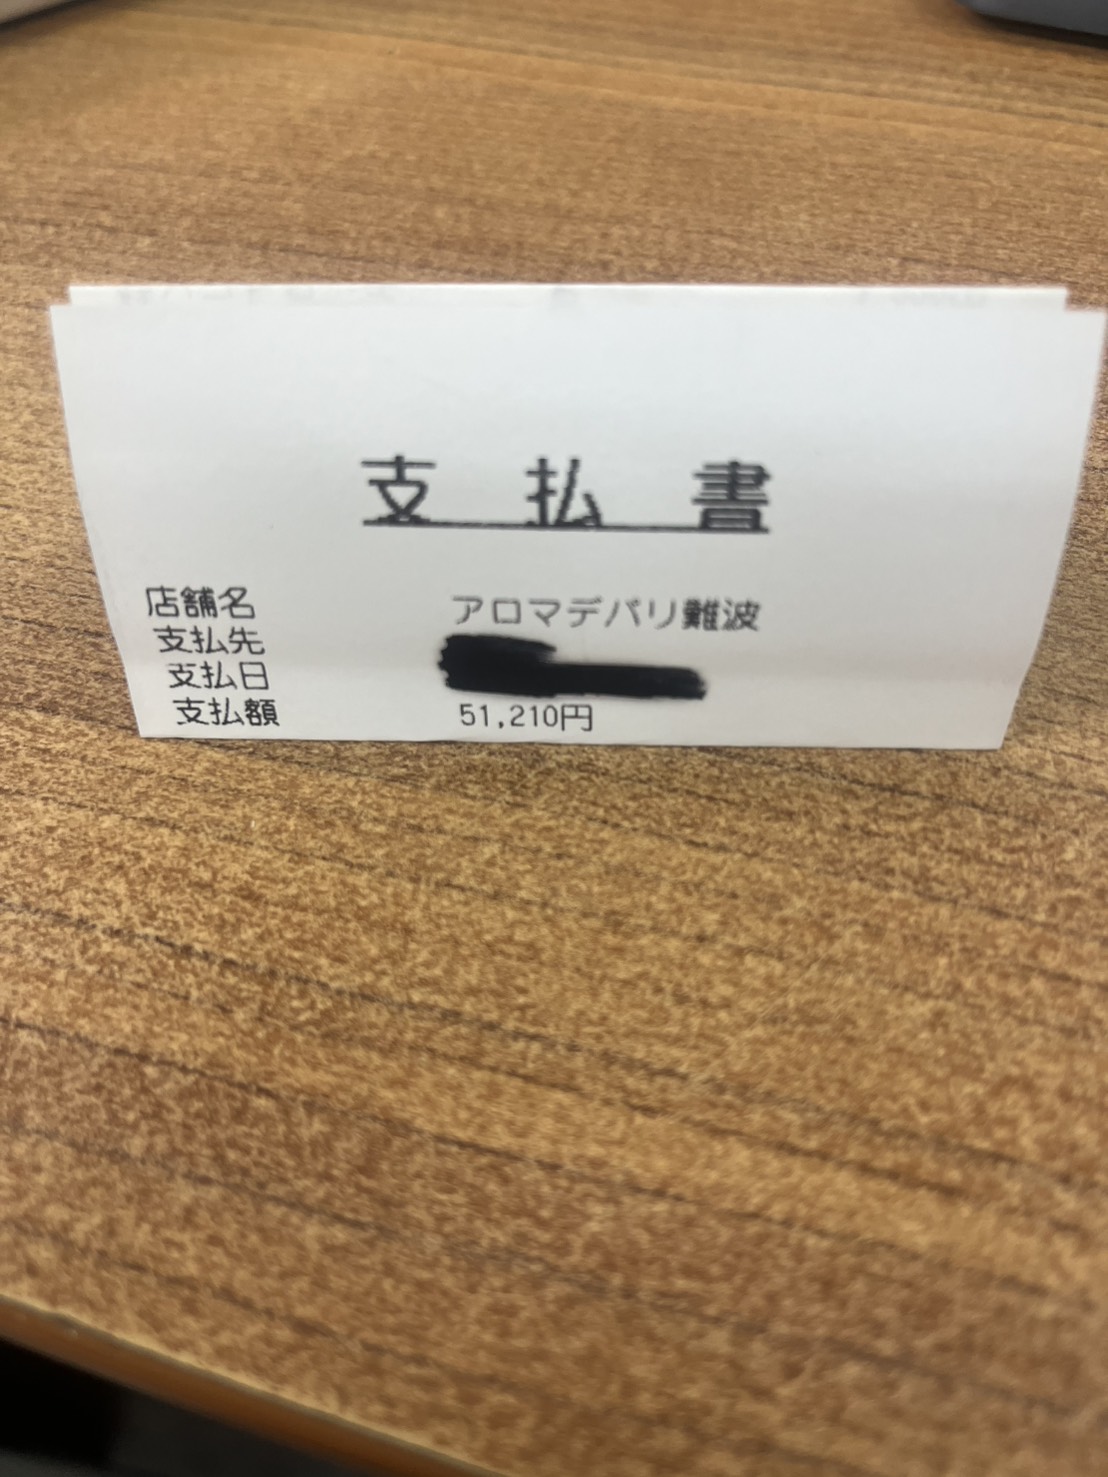 支払書
店舗名 アロマデパリ難波
支払先
支払日
支払額 51,210円